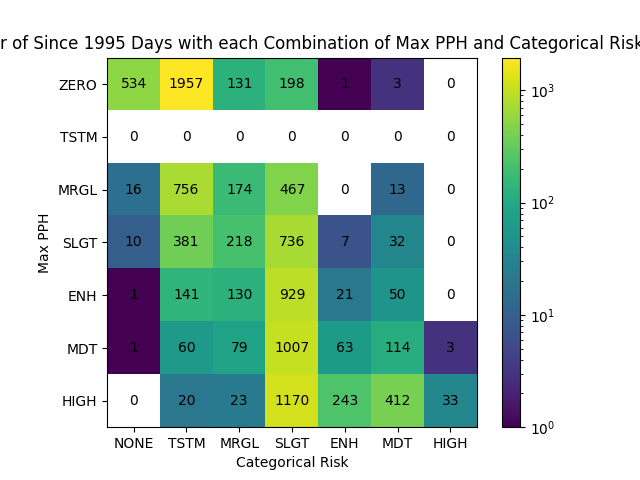 r of Since 1995 Days with each Combination of Max PPH and Categorical Risk
ZERO 534 1957 131 198 1 3 0
TSTM 0 0 0 0 0 0 0
MRGL 16 756 174 467 0 13 0
SLGT 10 381 218 736 7 32 0
ENH 1 141 130 929 21 50 0
MDT 1 60 79 1007 63 114 3
HIGH 0 20 23 1170 243 412 33
NONE TSTM MRGL SLGT ENH MDT HIGH
Categorical Risk
Max PPH
10³
10²
10¹
10⁰